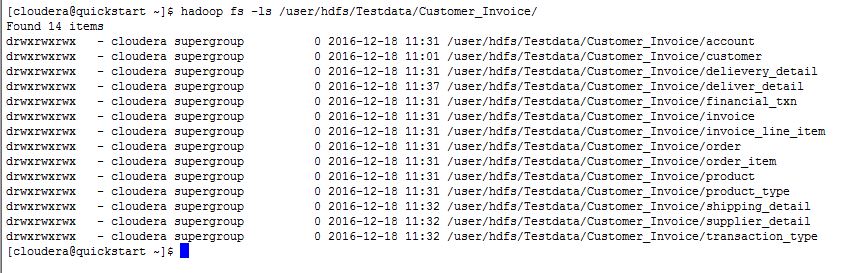 [cloudera@quickstart ~]$ hadoop fs -ls /user/hdfs/Testdata/Customer_Invoice/
Found 14 items
drwxrwxrwx   - cloudera supergroup          0 2016-12-18 11:31 /user/hdfs/Testdata/Customer_Invoice/account
drwxrwxrwx   - cloudera supergroup          0 2016-12-18 11:01 /user/hdfs/Testdata/Customer_Invoice/customer
drwxrwxrwx   - cloudera supergroup          0 2016-12-18 11:31 /user/hdfs/Testdata/Customer_Invoice/delievery_detail
drwxrwxrwx   - cloudera supergroup          0 2016-12-18 11:37 /user/hdfs/Testdata/Customer_Invoice/deliver_detail
drwxrwxrwx   - cloudera supergroup          0 2016-12-18 11:31 /user/hdfs/Testdata/Customer_Invoice/financial_txn
drwxrwxrwx   - cloudera supergroup          0 2016-12-18 11:31 /user/hdfs/Testdata/Customer_Invoice/invoice
drwxrwxrwx   - cloudera supergroup          0 2016-12-18 11:31 /user/hdfs/Testdata/Customer_Invoice/invoice_line_item
drwxrwxrwx   - cloudera supergroup          0 2016-12-18 11:31 /user/hdfs/Testdata/Customer_Invoice/order
drwxrwxrwx   - cloudera supergroup          0 2016-12-18 11:31 /user/hdfs/Testdata/Customer_Invoice/order_item
drwxrwxrwx   - cloudera supergroup          0 2016-12-18 11:31 /user/hdfs/Testdata/Customer_Invoice/product
drwxrwxrwx   - cloudera supergroup          0 2016-12-18 11:31 /user/hdfs/Testdata/Customer_Invoice/product_type
drwxrwxrwx   - cloudera supergroup          0 2016-12-18 11:32 /user/hdfs/Testdata/Customer_Invoice/shipping_detail
drwxrwxrwx   - cloudera supergroup          0 2016-12-18 11:32 /user/hdfs/Testdata/Customer_Invoice/supplier_detail
drwxrwxrwx   - cloudera supergroup          0 2016-12-18 11:32 /user/hdfs/Testdata/Customer_Invoice/transaction_type
[cloudera@quickstart ~]$